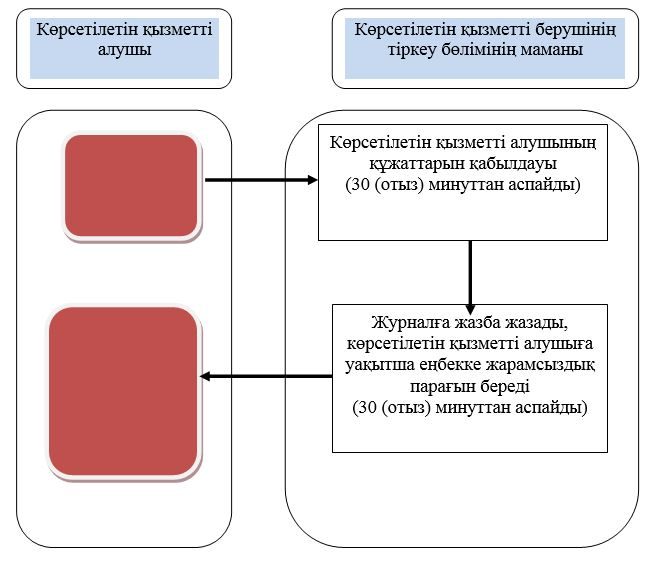 Көрсетілетін қызметті
алушы
Көрсетілетін қызметті берушінің
тіркеу бөлімінің маманы
Көрсетілетін қызметті алушының
құжаттарын қабылдауы
(30 (отыз) минуттан аспайды)
Журналға жазба жазады,
көрсетілетін қызметті алушыға
уақытша еңбекке жарамсыздық
парағын береді
(30 (отыз) минуттан аспайды)